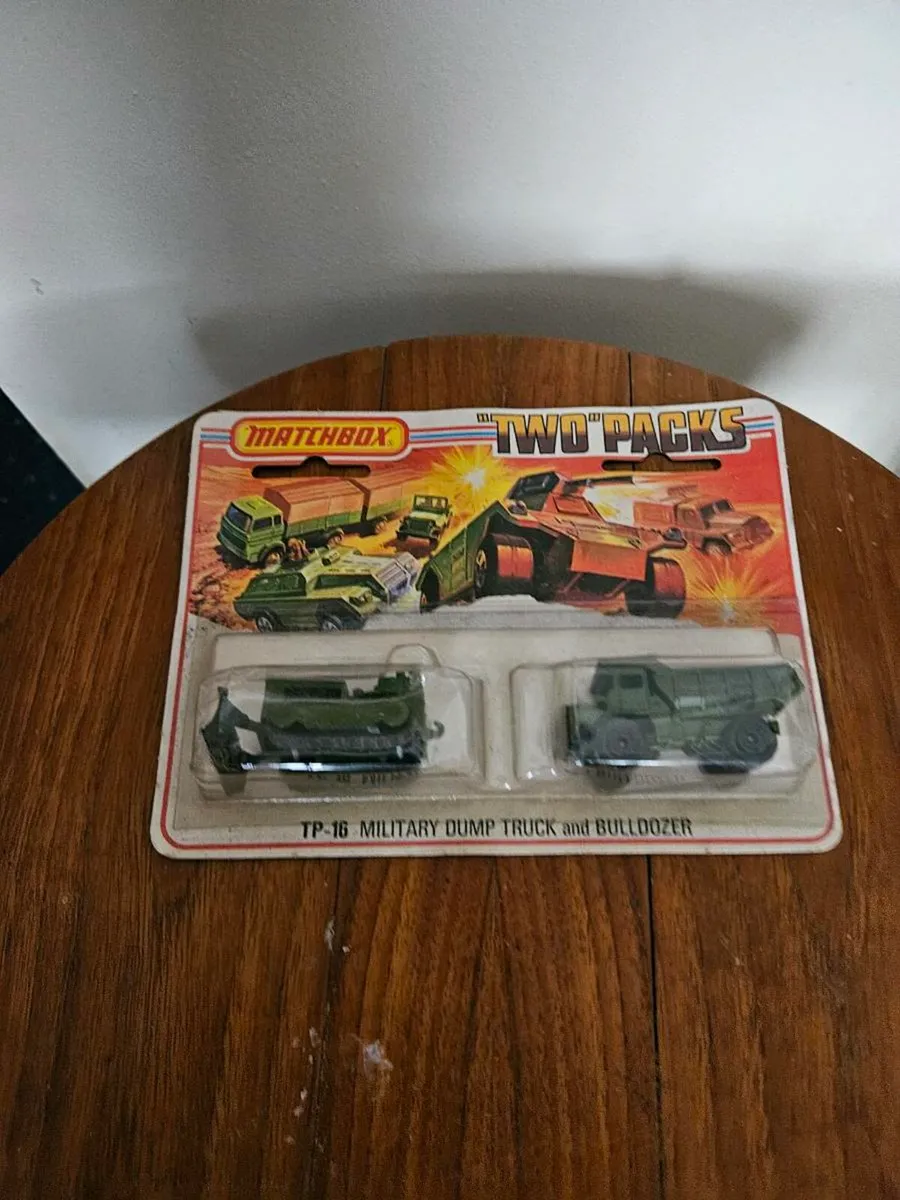 MATCHBOX
"TWO" PACKS
TP-16 MILITARY DUMP TRUCK and BULLDOZER